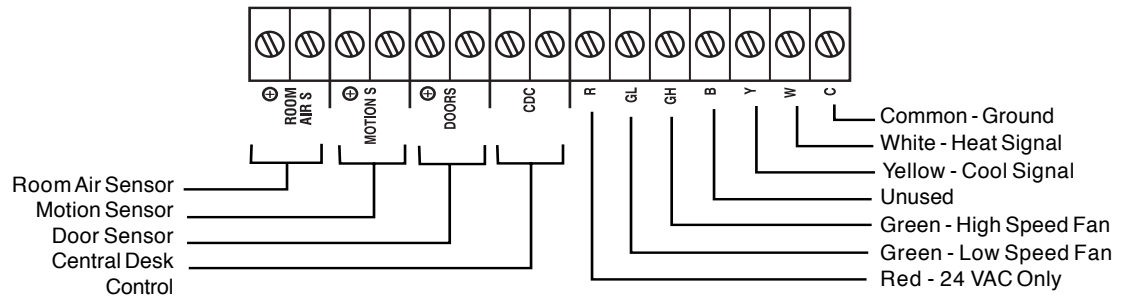 ROOM
AIR S
MOTION S
DOORS
CDC
R
GL
GH
B
Y
W
C
Room Air Sensor
Motion Sensor
Door Sensor
Central Desk
Control
Common - Ground
White - Heat Signal
Yellow - Cool Signal
Unused
Green - High Speed Fan
Green - Low Speed Fan
Red - 24 VAC Only